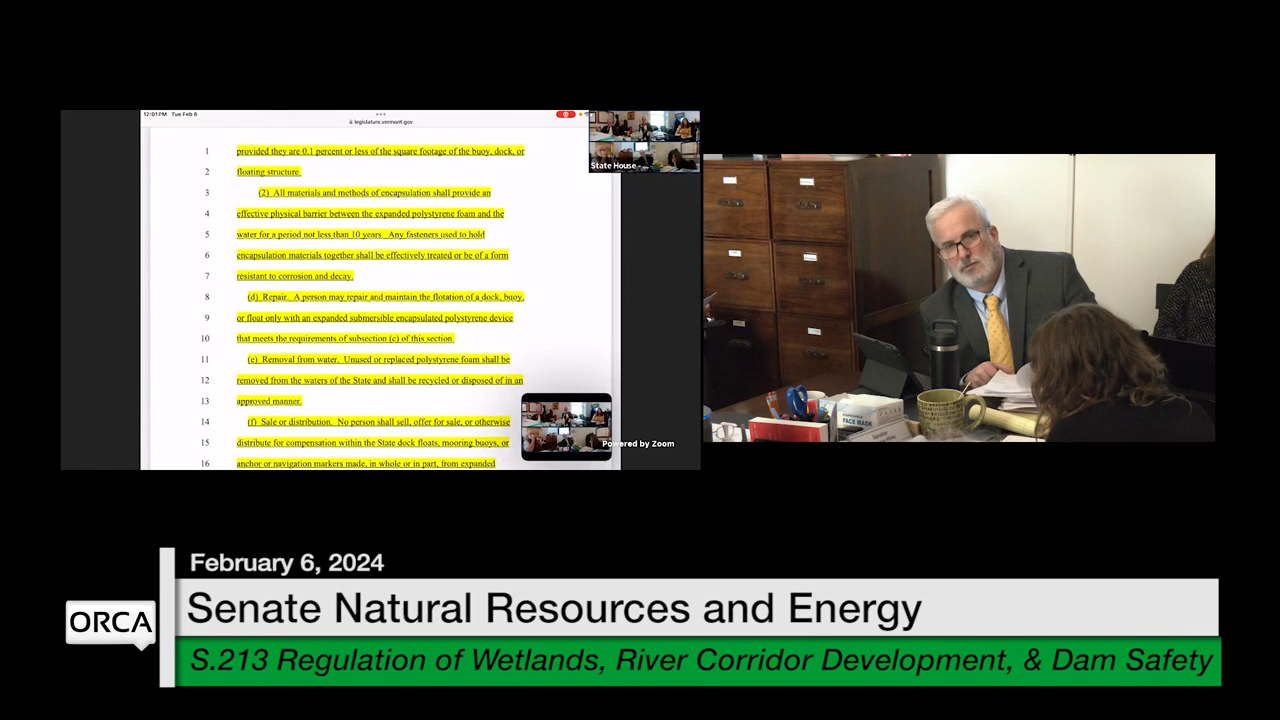 12:01PM Tue Feb 6
legislature.vermont.gov
1 provided they are 0.1 percent or less of the square footage of the buoy, dock, or
2 floating structure.
3 (2) All materials and methods of encapsulation shall provide an
4 effective physical barrier between the expanded polystyrene foam and the
5 water for a period not less than 10 years. Any fasteners used to hold
6 encapsulation materials together shall be effectively treated or be of a form
7 resistant to corrosion and decay.
8 (d) Repair. A person may repair and maintain the flotation of a dock, buoy,
9 or float only with an expanded submersible encapsulated polystyrene device
10 that meets the requirements of subsection (c) of this section.
11 (e) Removal from water. Unused or replaced polystyrene foam shall be
12 removed from the waters of the State and shall be recycled or disposed of in an
13 approved manner.
14 (f) Sale or distribution. No person shall sell, offer for sale, or otherwise
15 distribute for compensation within the State dock floats, mooring buoys, or
16 anchor or navigation markers made, in whole or in part, from expanded
State House -
Powered by Zoom
FACE MASK
February 6, 2024
ORCA
Senate Natural Resources and Energy
S.213 Regulation of Wetlands, River Corridor Development, & Dam Safety